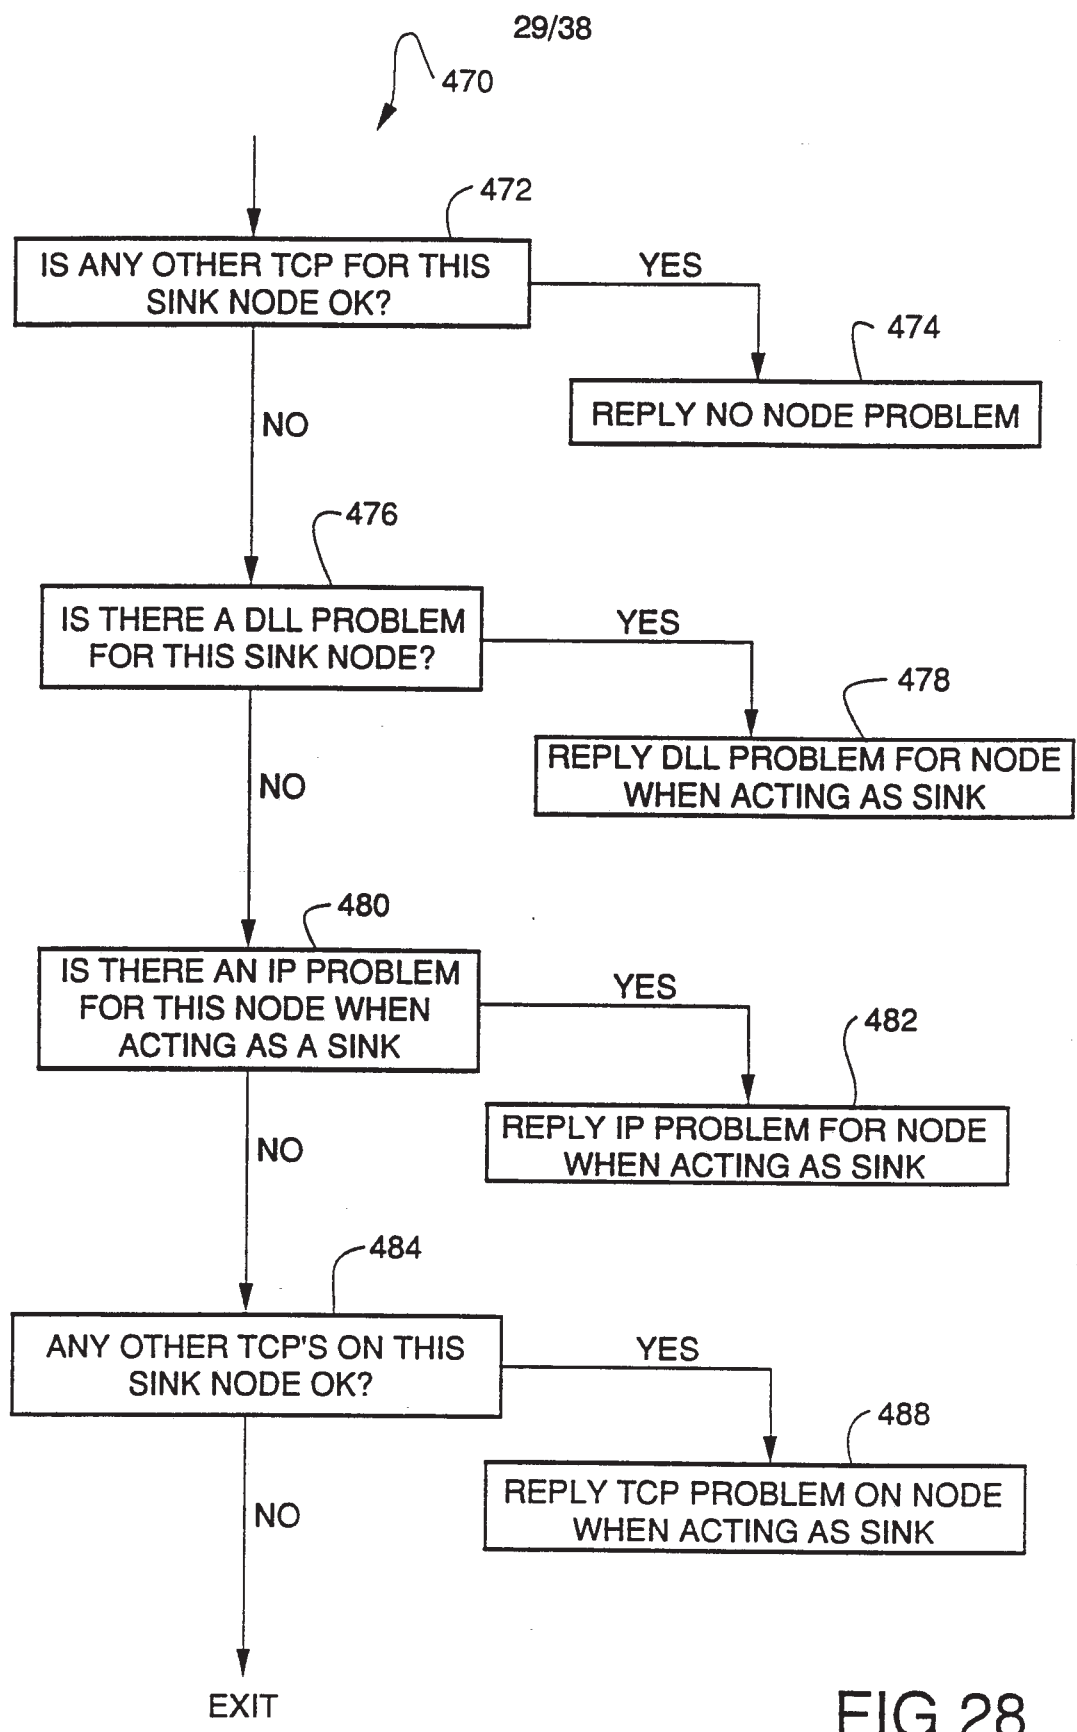 29/38
470
472
IS ANY OTHER TCP FOR THIS
SINK NODE OK?
YES
474
REPLY NO NODE PROBLEM
NO
476
IS THERE A DLL PROBLEM
FOR THIS SINK NODE?
YES
478
REPLY DLL PROBLEM FOR NODE
WHEN ACTING AS SINK
NO
480
IS THERE AN IP PROBLEM
FOR THIS NODE WHEN
ACTING AS A SINK
YES
482
REPLY IP PROBLEM FOR NODE
WHEN ACTING AS SINK
NO
484
ANY OTHER TCP'S ON THIS
SINK NODE OK?
YES
488
REPLY TCP PROBLEM ON NODE
WHEN ACTING AS SINK
NO
EXIT
FIG 28